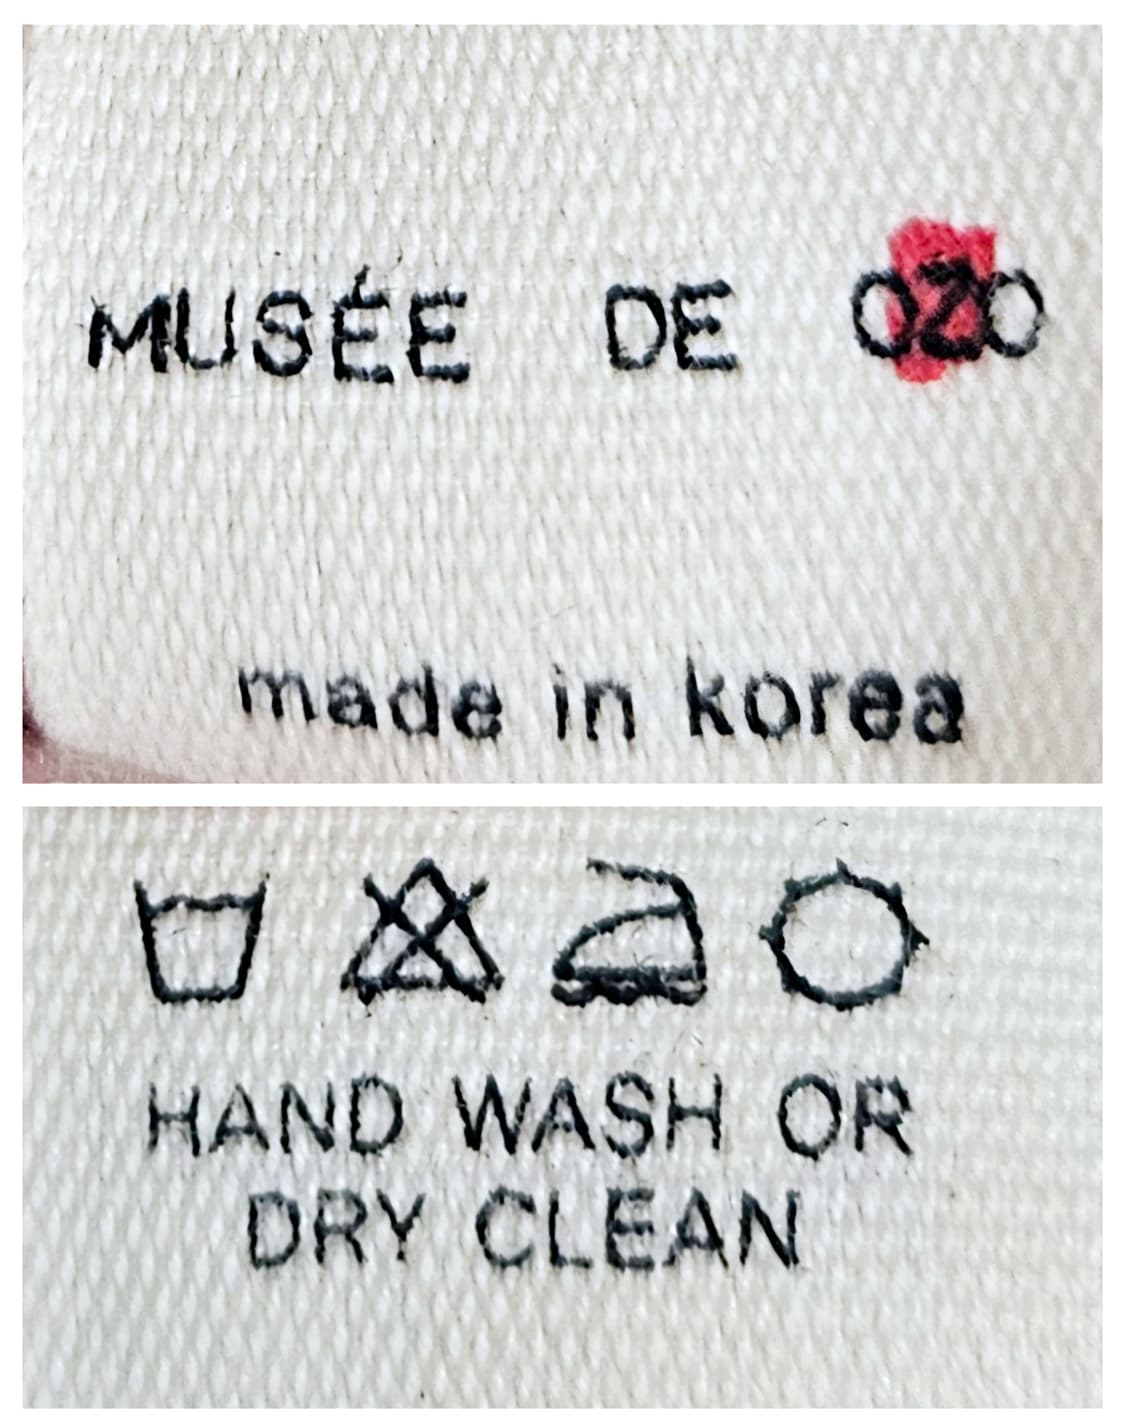 MUSÉE DE OZO
made in korea
HAND WASH OR
DRY CLEAN